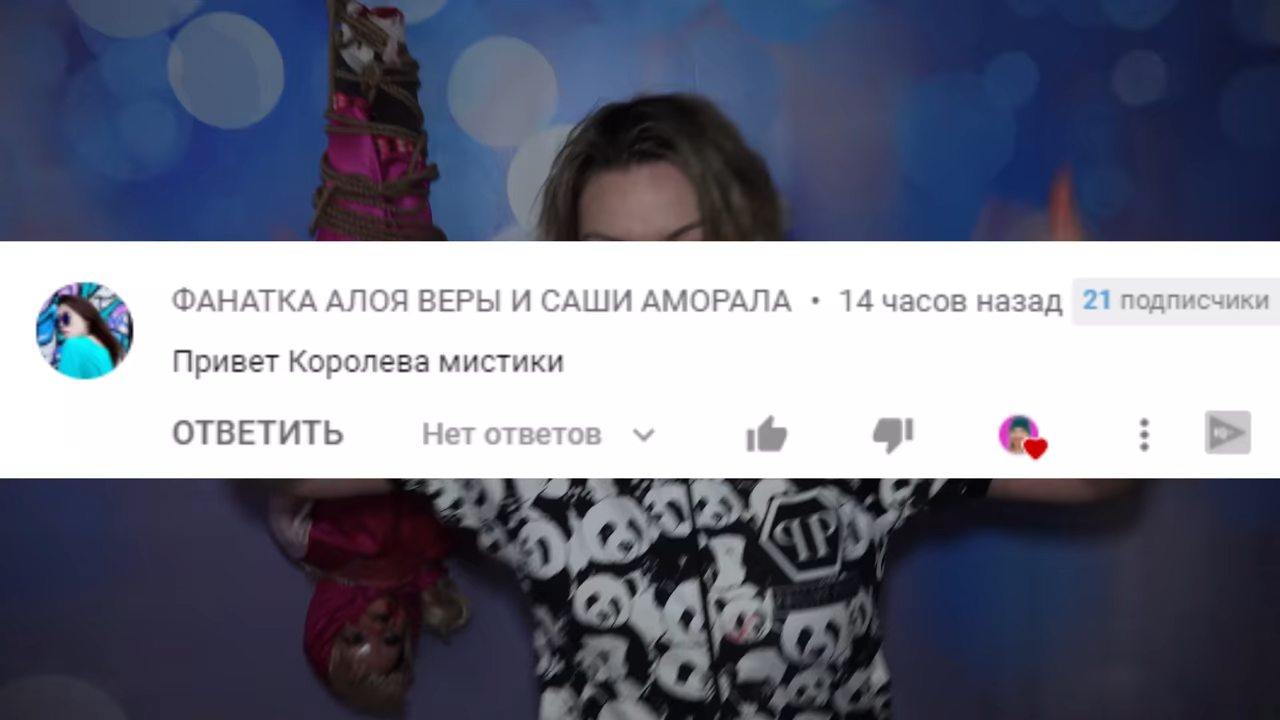 ФАНАТКА АЛОЯ ВЕРЫ И САШИ АМОРАЛА • 14 часов назад 21 подписчики
Привет Королева мистики
ОТВЕТИТЬ Нет ответов